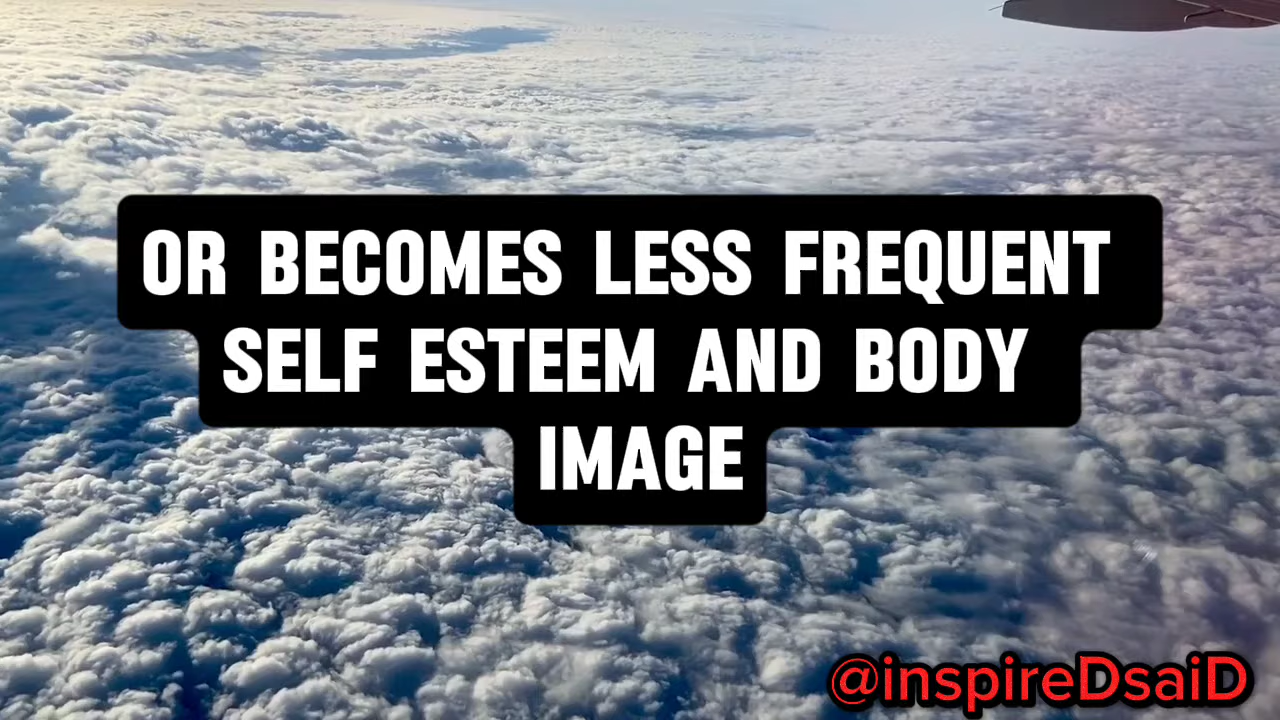 OR BECOMES LESS FREQUENT
SELF ESTEEM AND BODY
IMAGE
@inspireDsaiD